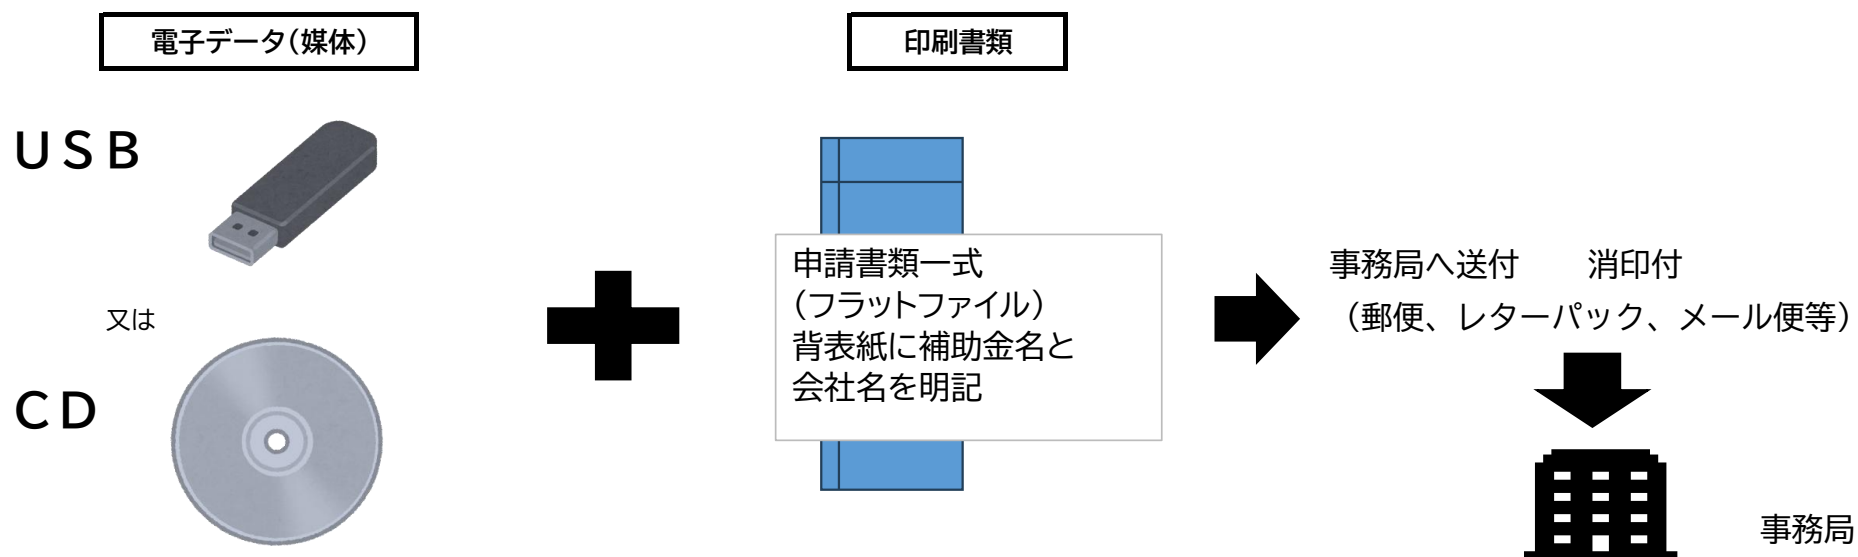 電子データ（媒体）
印刷書類
ＵＳＢ
又は
ＣＤ
申請書類一式
（フラットファイル）
背表紙に補助金名と
会社名を明記
事務局へ送付　　消印付
（郵便、レターパック、メール便等）
事務局